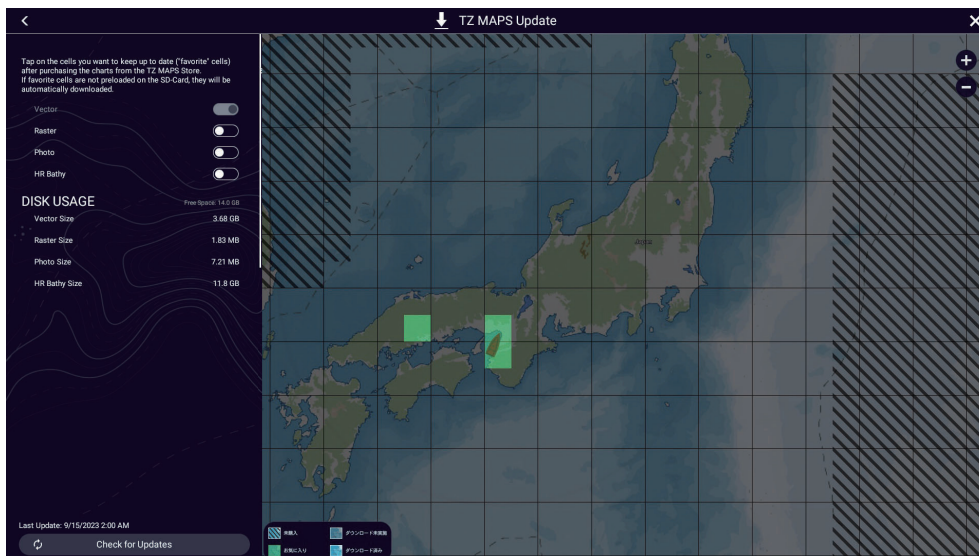 TZ MAPS Update
Tap on the cells you want to keep up to date ("favorite" cells)
after purchasing the charts from the TZ MAPS Store.
If favorite cells are not preloaded on the SD-Card, they will be
automatically downloaded.
Vector
Raster
Photo
HR Bathy
DISK USAGE
Free Space: 14.0 GB
Vector Size 3.68 GB
Raster Size 1.83 MB
Photo Size 7.21 MB
HR Bathy Size 11.8 GB
Last Update: 9/15/2023 2:00 AM
Check for Updates
未購入 ダウンロード未実施
お気に入り ダウンロード済み